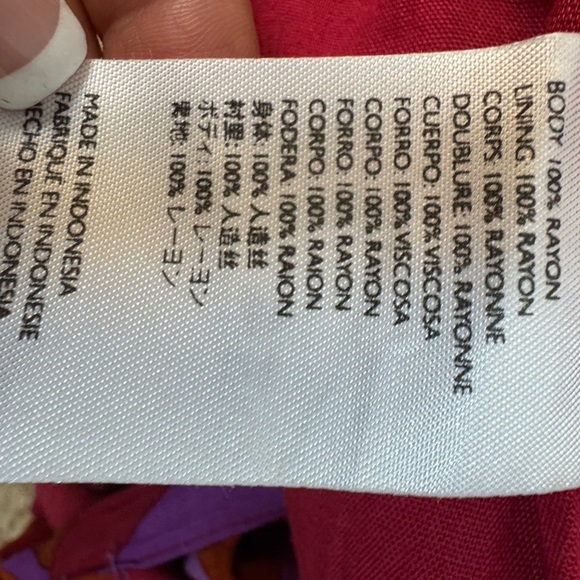 BODY 100% RAYON
LINING 100% RAYON
CORPS: 100% RAYONNE
DOUBLURE 100% RAYONNE
CUERPO: 100% VISCOSA
FORRO: 100% VISCOSA
CORPO: 100% RAYON
FORRO: 100% RAYON
CORPO: 100% RAION
FODERA 100% RAION
身体: 100% 人造丝
村里: 100% 人造丝
ボディ: 100% レーヨン
裏地: 100% レーヨン
MADE IN INDONESIA
FABRIQUE EN INDONESIE
HECHO EN INDONESIA